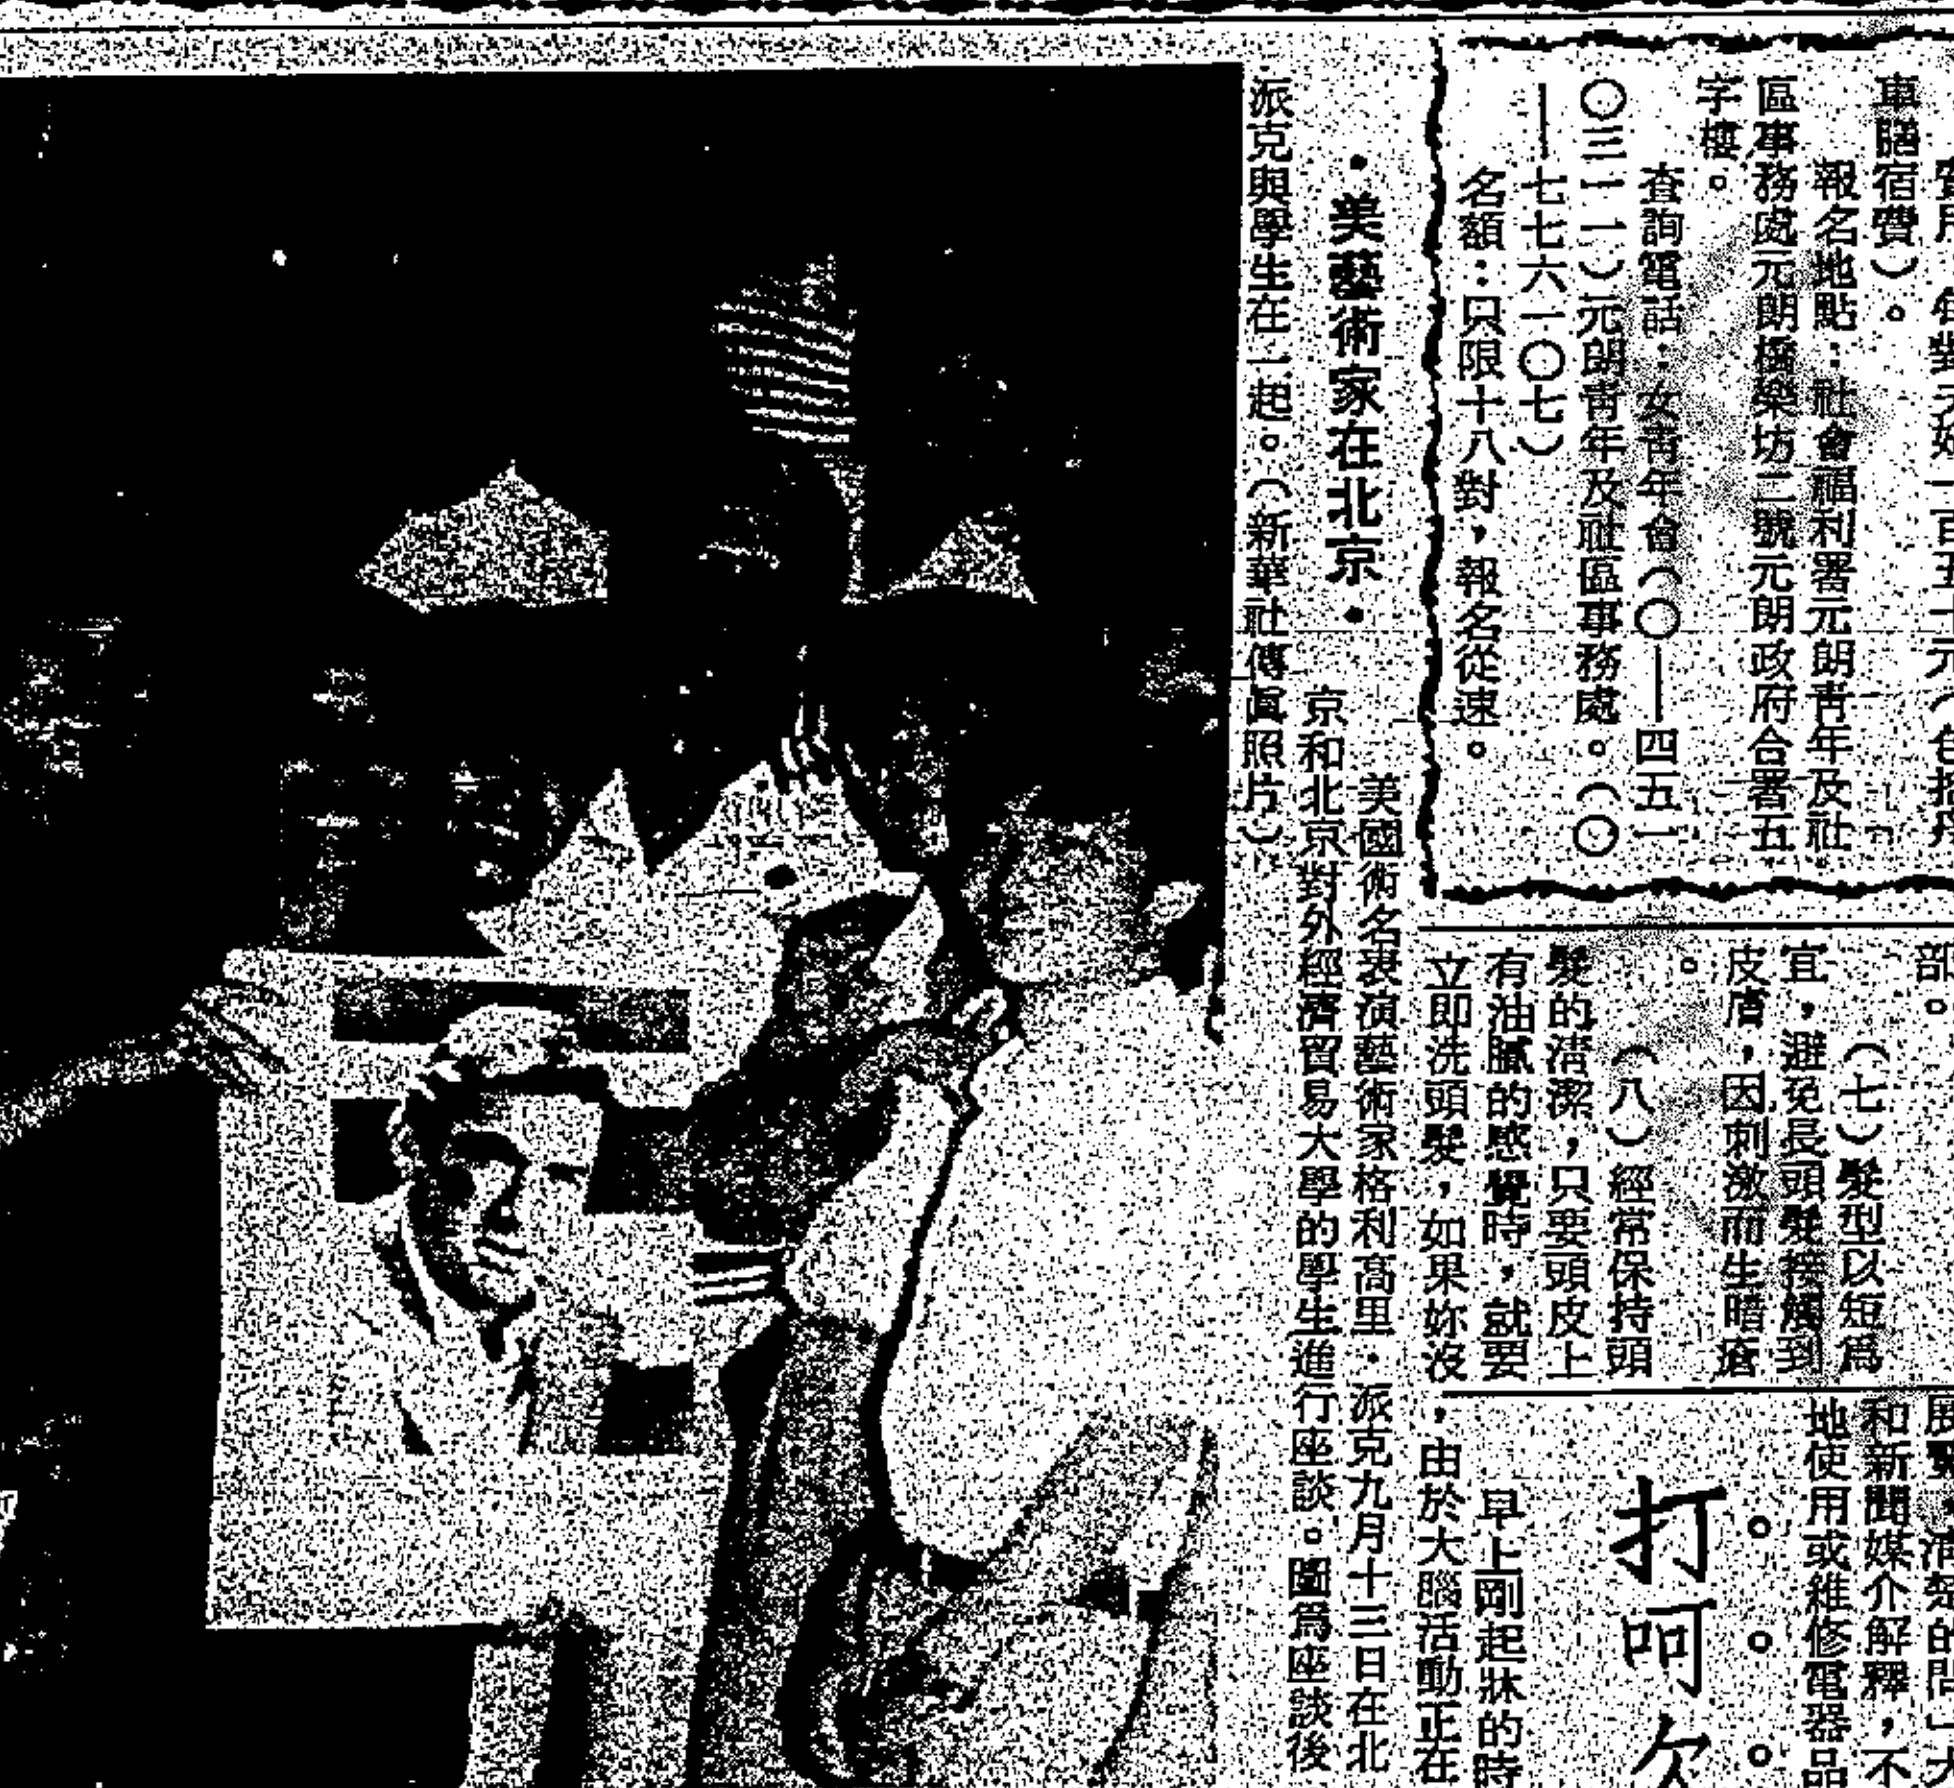 車膳宿費）。
報名地點：社會福利署元朗青年及社
區事務處元朗橋樂坊二號元朗政府合署五
字樓。
查詢電話：女青年會（〇——四五一
〇三一一）元朗青年及社區事務處。（〇
——七七六一〇七）
名額：只限十八對，報名從速。
•美藝術家在北京•
美國術名表演藝術家格利高里·派克九月十三日在北
京和北京對外經濟貿易大學的學生進行座談。圖爲座談後
派克與學生在一起。（新華社傳眞照片）
部。
（七）髮型以短爲
宜，避免長頭髮接觸到
皮膚，因刺激而生暗瘡
。
（八）經常保持頭
髮的清潔，只要頭皮上
有油膩的感覺時，就要
立即洗頭髮，如果妳沒
和新聞媒介解釋，不
地使用或維修電器品
打呵欠
早上剛起牀的時
，由於大腦活動正在